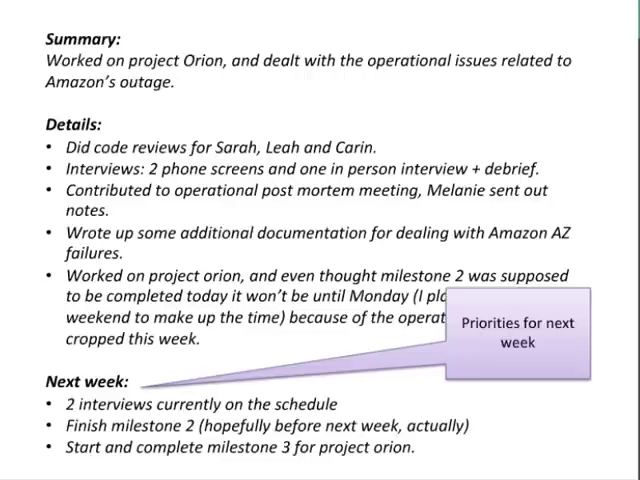 Summary:
Worked on project Orion, and dealt with the operational issues related to
Amazon's outage.
Details:
• Did code reviews for Sarah, Leah and Carin.
• Interviews: 2 phone screens and one in person interview + debrief.
• Contributed to operational post mortem meeting, Melanie sent out
notes.
• Wrote up some additional documentation for dealing with Amazon AZ
failures.
• Worked on project orion, and even thought milestone 2 was supposed
to be completed today it won't be until Monday (I
weekend to make up the time) because of the
cropped this week.
Priorities for next
week
Next week:
• 2 interviews currently on the schedule
• Finish milestone 2 (hopefully before next week, actually)
• Start and complete milestone 3 for project orion.